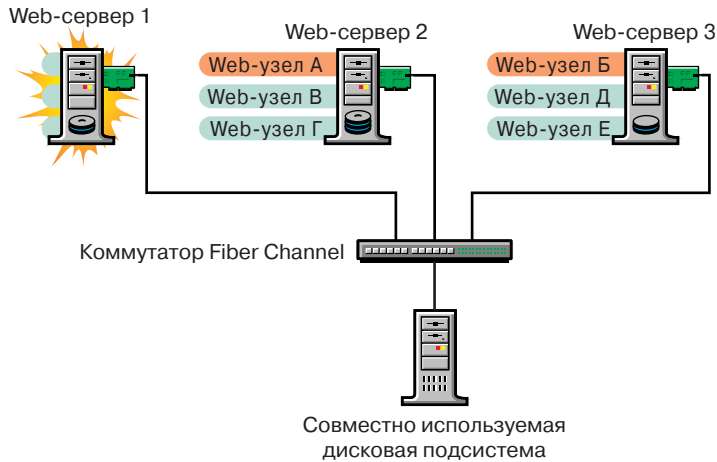 Web-сервер 1
Web-сервер 2
Web-сервер 3
Web-узел А
Web-узел В
Web-узел Г
Web-узел Б
Web-узел Д
Web-узел Е
Коммутатор Fiber Channel
Совместно используемая
дисковая подсистема